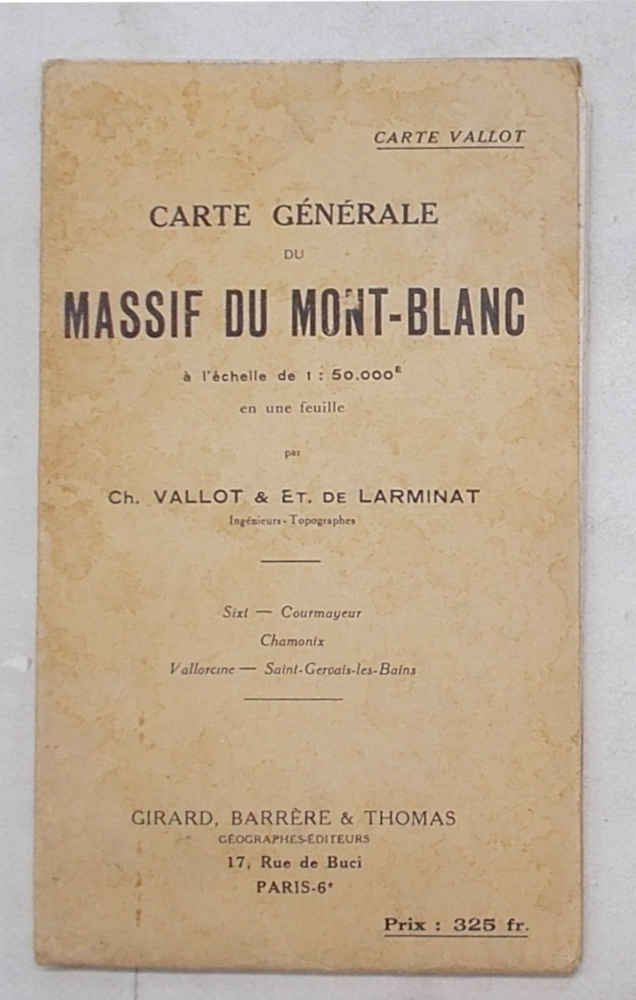 CARTE VALLOT
CARTE GÉNÉRALE
DU
MASSIF DU MONT-BLANC
à l'échelle de 1 : 50.000E
en une feuille
par
Ch. VALLOT & ET. DE LARMINAT
Ingénieurs-Topographes
Sixt — Courmayeur
Chamonix
Vallorcine — Saint-Gervais-les-Bains
GIRARD, BARRÈRE & THOMAS
GÉOGRAPHES-ÉDITEURS
17, Rue de Buci
PARIS-6e
Prix : 325 fr.